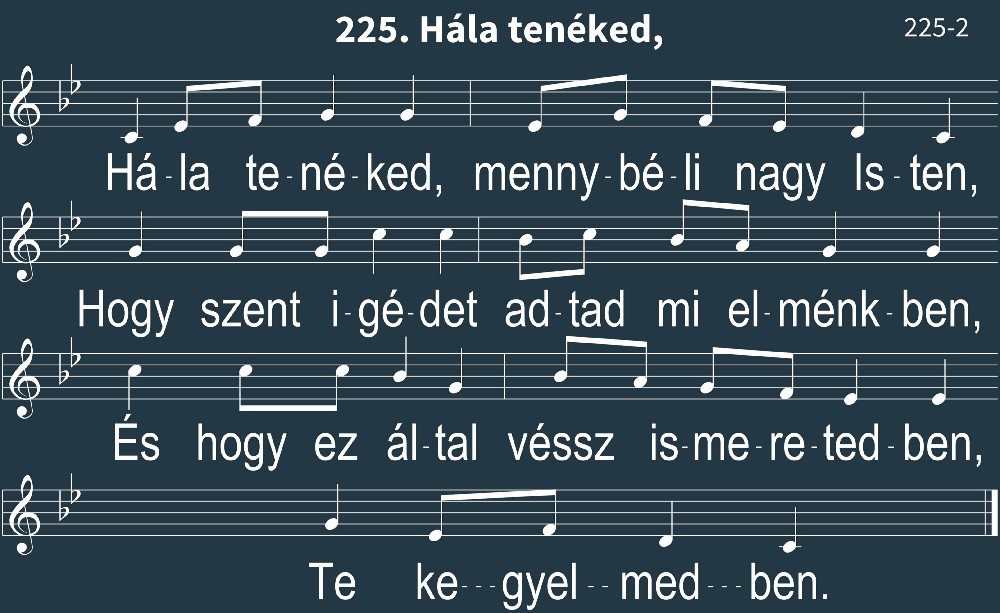 225. Hála tenéked,
225-2
Há-la te-né-ked, menny-bé-li nagy Is-ten,
Hogy szent i-gé-det ad-tad mi el-ménk-ben,
És hogy ez ál-tal véssz is-me-re-ted-ben,
Te ke---gyel--med---ben.